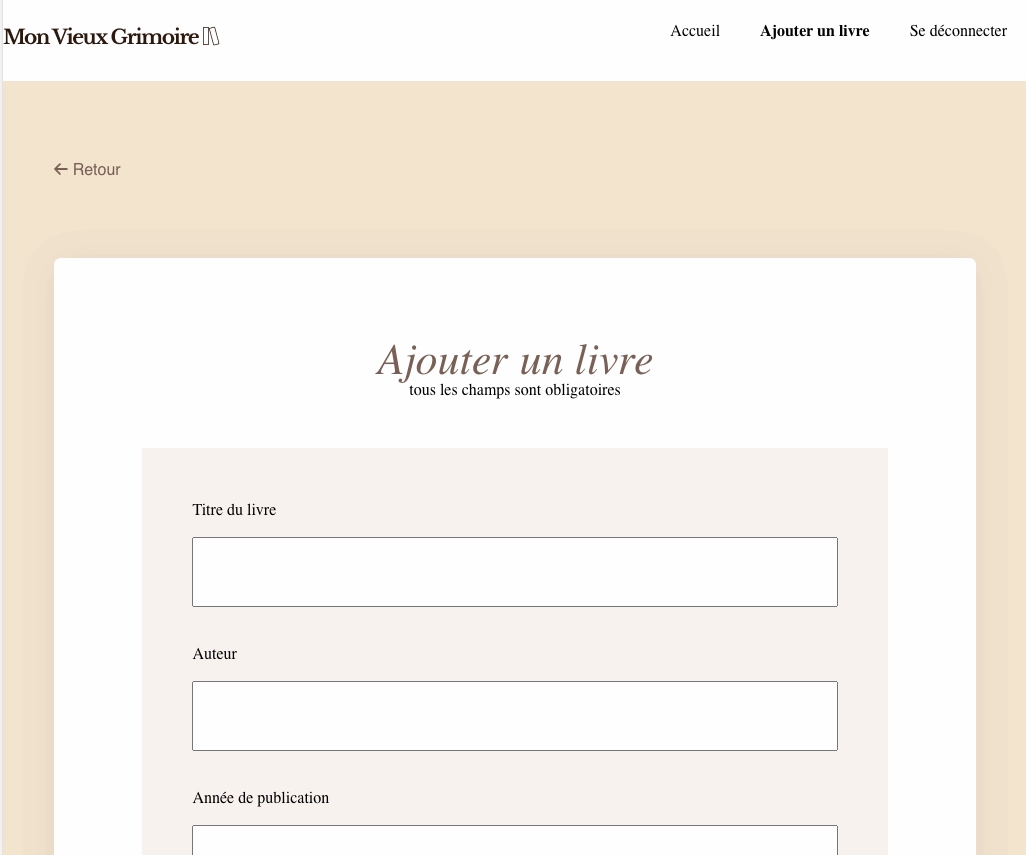 Mon Vieux Grimoire
Accueil Ajouter un livre Se déconnecter
Retour
Ajouter un livre
tous les champs sont obligatoires
Titre du livre
Auteur
Année de publication